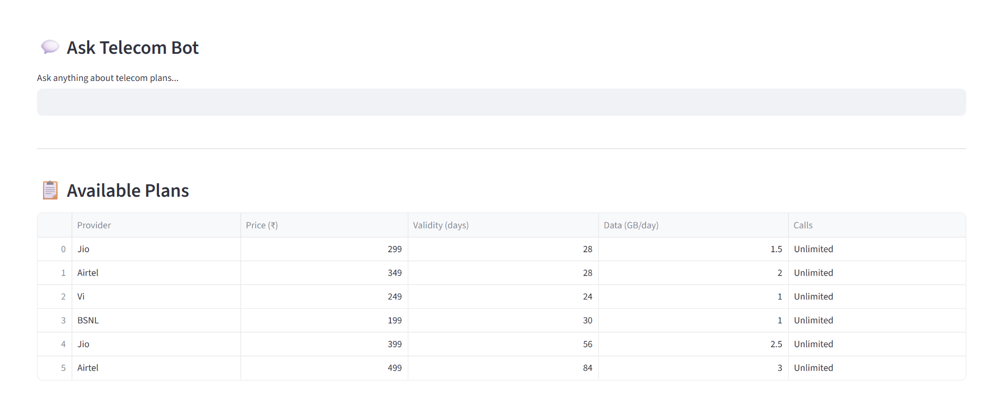 Ask Telecom Bot
Ask anything about telecom plans...
Available Plans
Provider Price (₹) Validity (days) Data (GB/day) Calls
0 Jio 299 28 1.5 Unlimited
1 Airtel 349 28 2 Unlimited
2 Vi 249 24 1 Unlimited
3 BSNL 199 30 1 Unlimited
4 Jio 399 56 2.5 Unlimited
5 Airtel 499 84 3 Unlimited